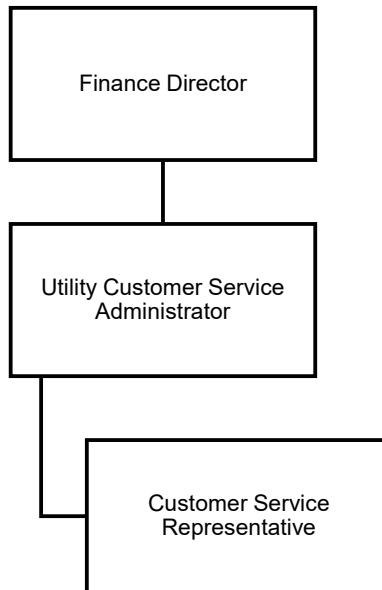 Finance Director
Utility Customer Service
Administrator
Customer Service
Representative